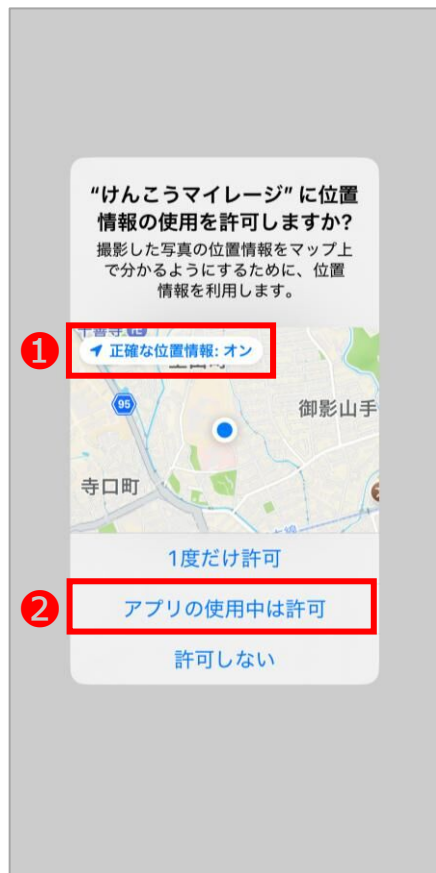 “けんこうマイレージ” に位置
情報の使用を許可しますか?
撮影した写真の位置情報をマップ上
で分かるようにするために、位置
情報を利用します。
1
正確な位置情報: オン
95
御影山手
寺口町
1度だけ許可
2
アプリの使用中は許可
許可しない